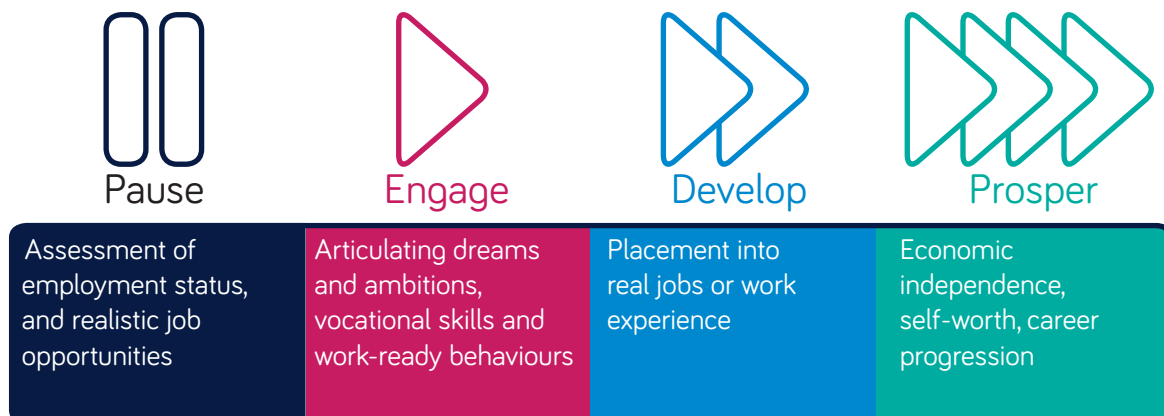 Pause
Engage
Develop
Prosper
Assessment of
employment status,
and realistic job
opportunities
Articulating dreams
and ambitions,
vocational skills and
work-ready behaviours
Placement into
real jobs or work
experience
Economic
independence,
self-worth, career
progression